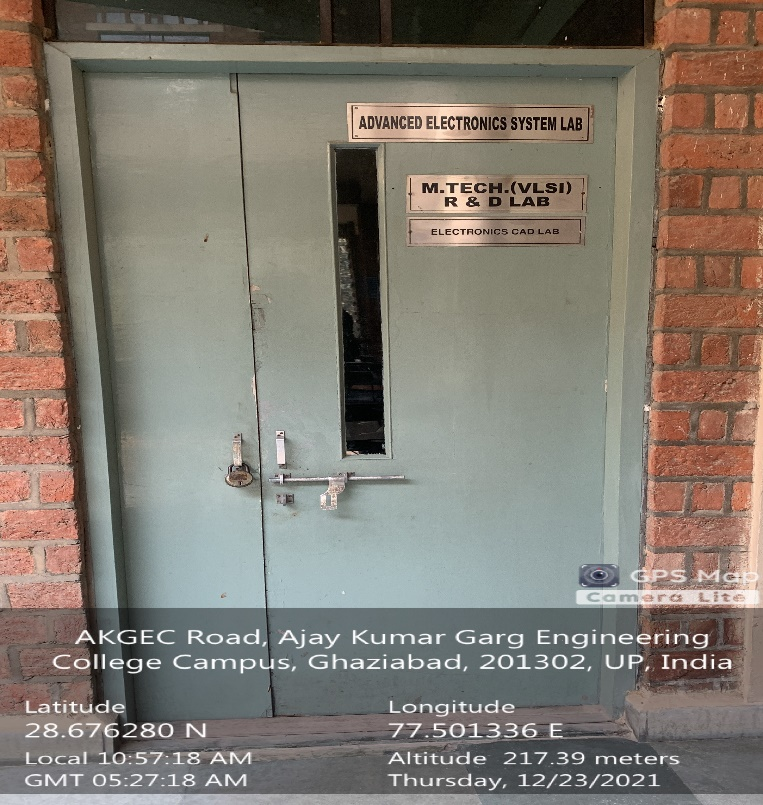 ADVANCED ELECTRONICS SYSTEM LAB
M.TECH.(VLSI)
R & D LAB
ELECTRONICS CAD LAB
GPS Map
Camera Lite
AKGEC Road, Ajay Kumar Garg Engineering
College Campus, Ghaziabad, 201302, UP, India
Latitude Longitude
28.676280 N 77.501336 E
Local 10:57:18 AM Altitude 217.39 meters
GMT 05:27:18 AM Thursday, 12/23/2021